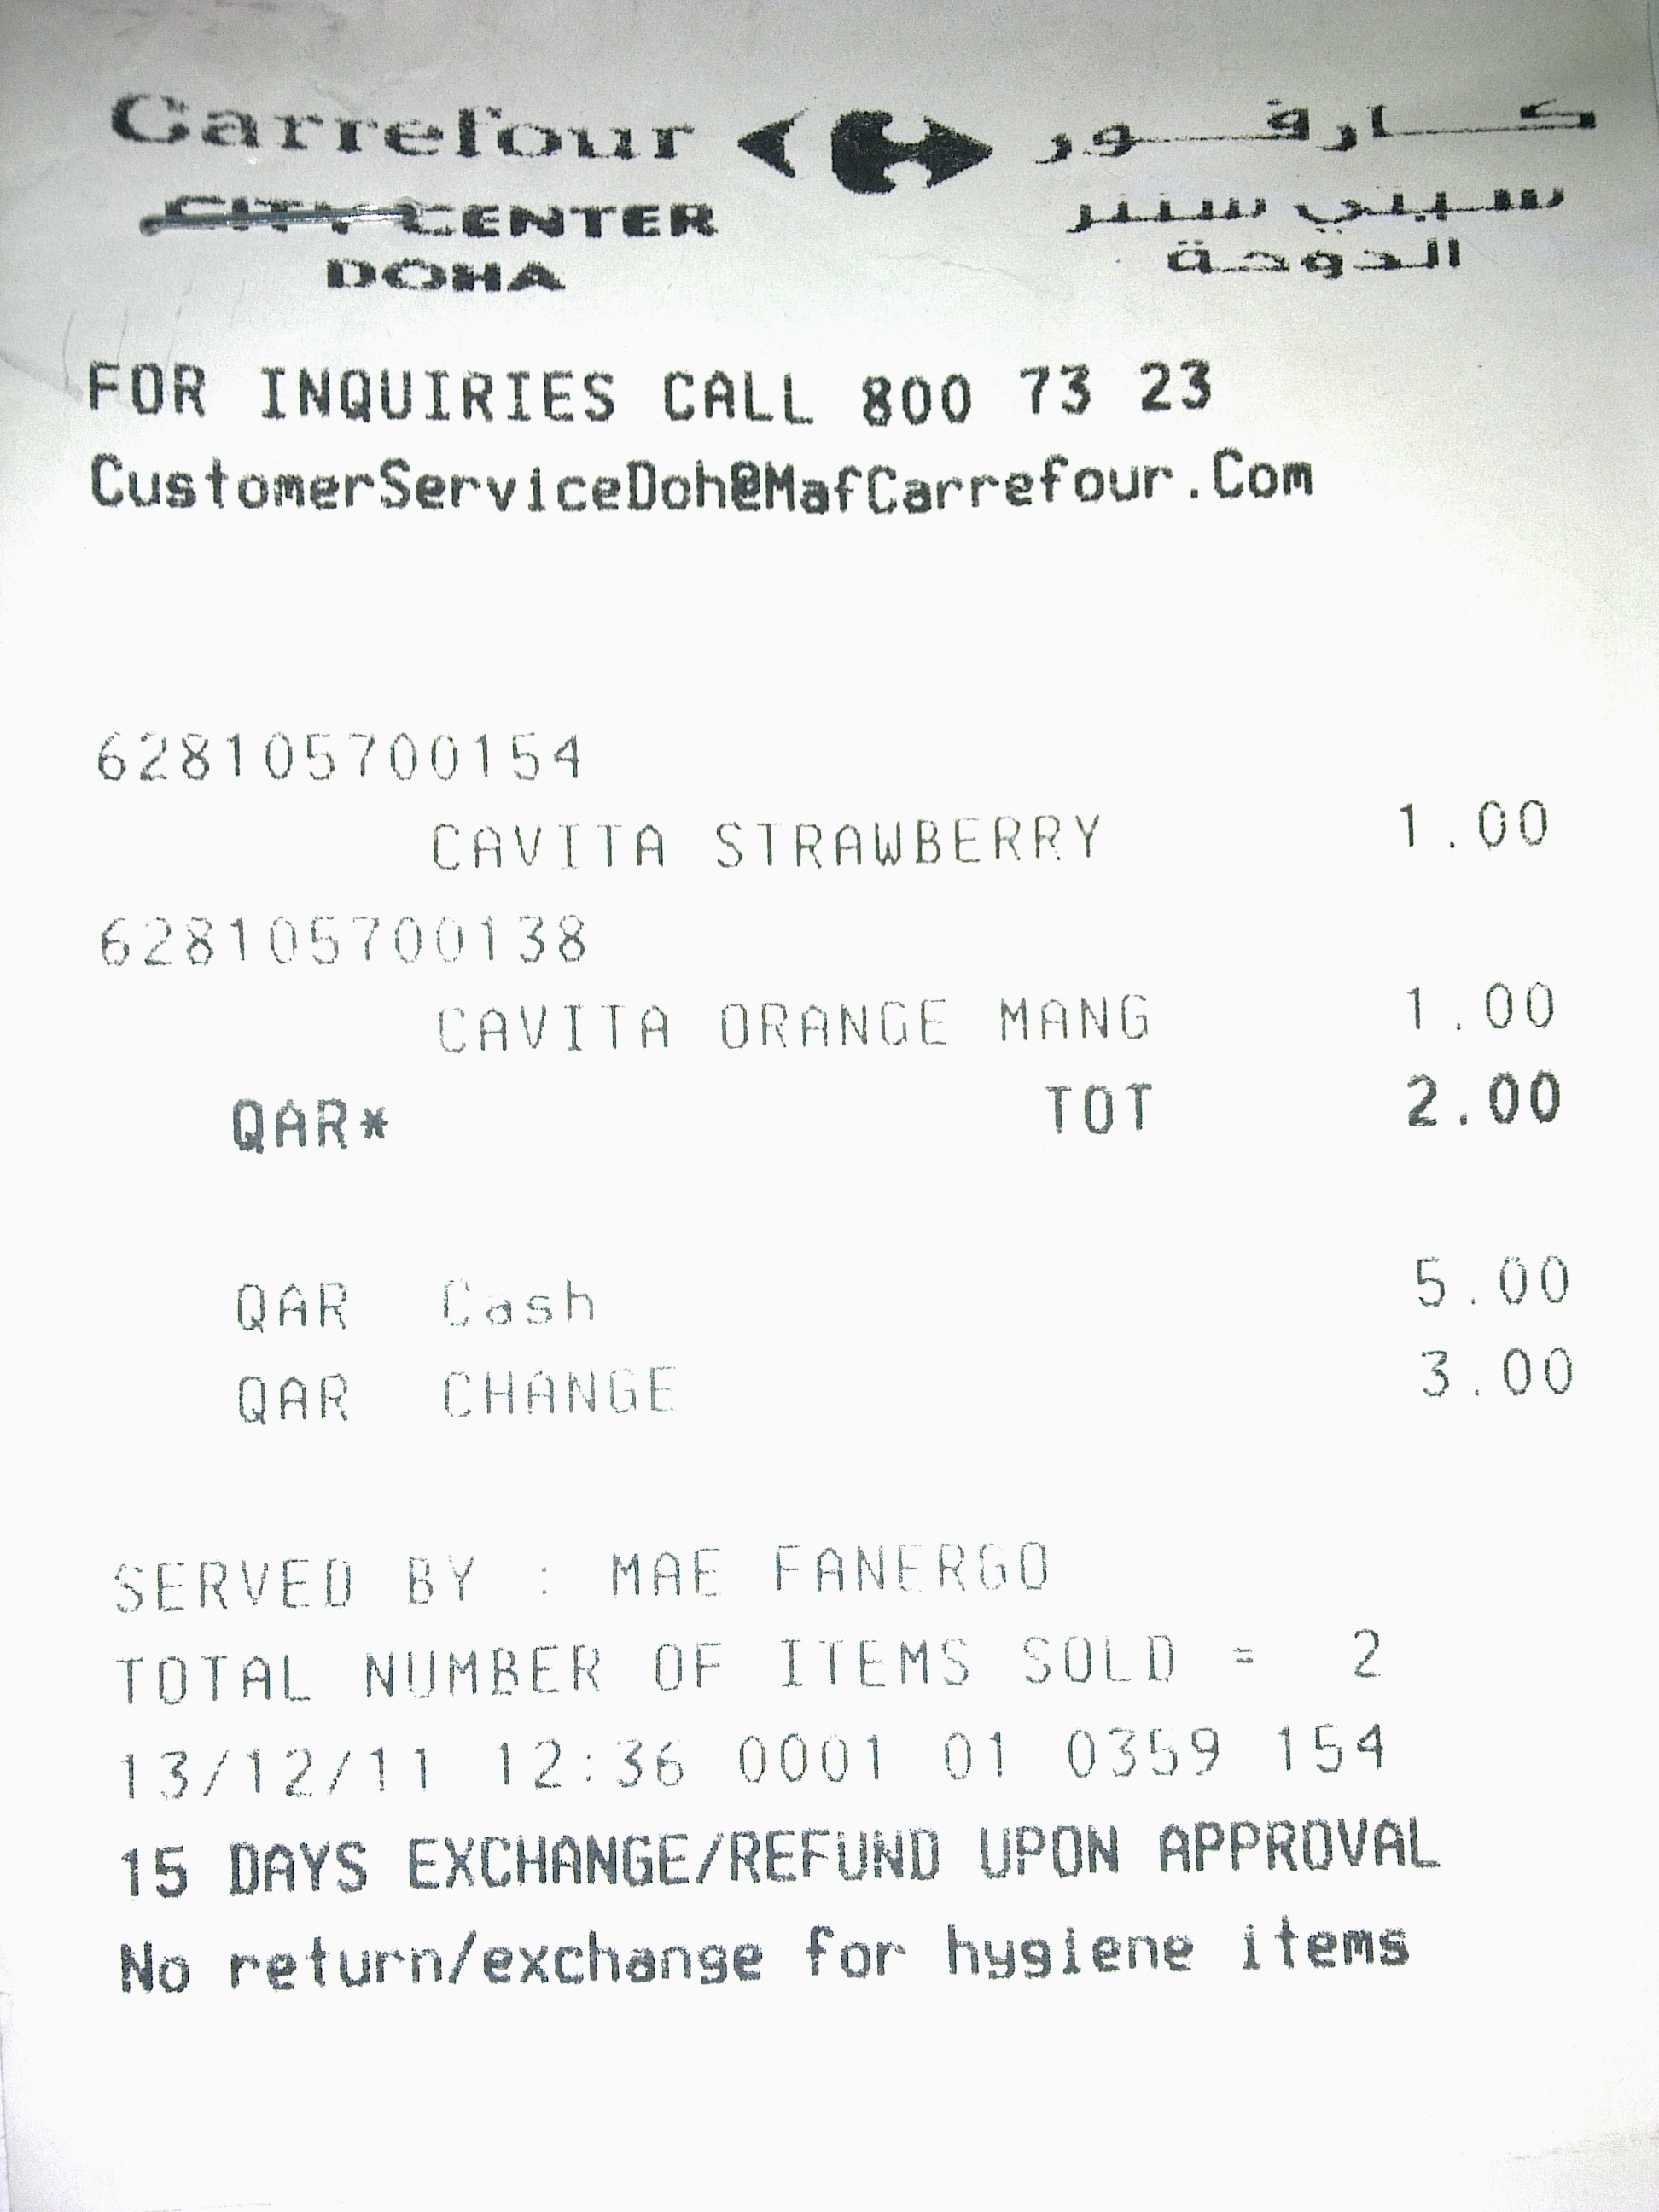 Carrefour كارفور
CITY CENTER سيتي سنتر
DOHA الدوحة
FOR INQUIRIES CALL 800 73 23
CustomerServiceDoh@MafCarrefour.Com
628105700154
CAVITA STRAWBERRY 1.00
628105700138
CAVITA ORANGE MANG 1.00
QAR* TOT 2.00
QAR Cash 5.00
QAR CHANGE 3.00
SERVED BY : MAE FANERGO
TOTAL NUMBER OF ITEMS SOLD = 2
13/12/11 12:36 0001 01 0359 154
15 DAYS EXCHANGE/REFUND UPON APPROVAL
No return/exchange for hygiene items